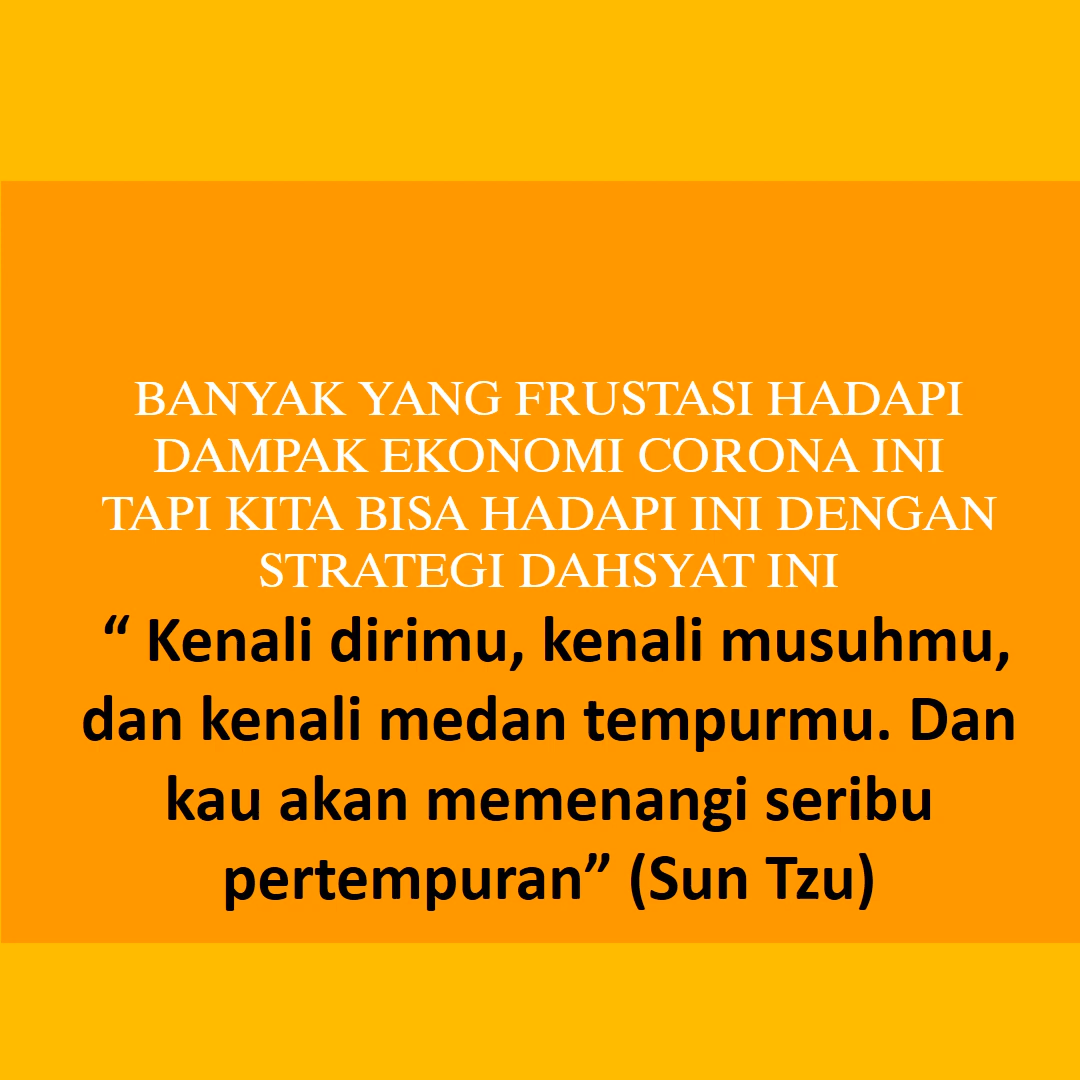 BANYAK YANG FRUSTASI HADAPI
DAMPAK EKONOMI CORONA INI
TAPI KITA BISA HADAPI INI DENGAN
STRATEGI DAHSYAT INI
“ Kenali dirimu, kenali musuhmu,
dan kenali medan tempurmu. Dan
kau akan memenangi seribu
pertempuran” (Sun Tzu)